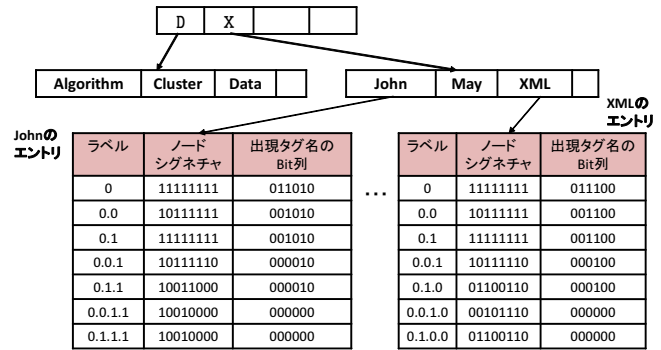 D X
Algorithm Cluster Data John May XML
Johnの
エントリ
XMLの
エントリ
ラベル ノード
シグネチャ 出現タグ名の
Bit列
0 11111111 011010
0.0 10111111 001010
0.1 11111111 001010
0.0.1 10111110 000010
0.1.1 10011000 000010
0.0.1.1 10010000 000000
0.1.1.1 10010000 000000
...
ラベル ノード
シグネチャ 出現タグ名の
Bit列
0 11111111 011100
0.0 10111111 001100
0.1 11111111 001100
0.0.1 10111110 000100
0.1.0 01100110 000100
0.0.1.0 00101110 000000
0.1.0.0 01100110 000000